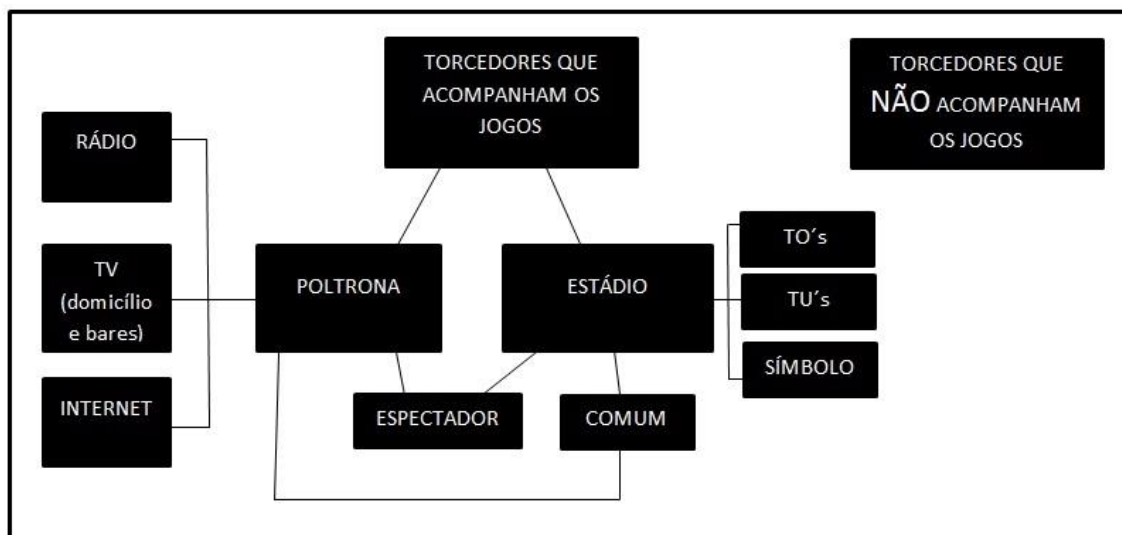 TORCEDORES QUE
ACOMPANHAM OS
JOGOS
TORCEDORES QUE
NÃO ACOMPANHAM
OS JOGOS
RÁDIO
TV
(domicílio
e bares)
INTERNET
POLTRONA
ESTÁDIO
TO´s
TU´s
SÍMBOLO
ESPECTADOR
COMUM